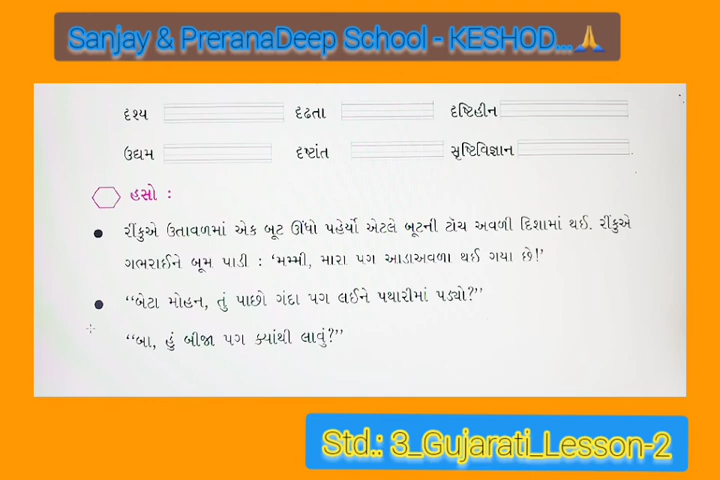 Sanjay & PreranaDeep School - KESHOD...🙏
દૃશ્ય દૃઢતા દૃષ્ટિહીન
ઉદ્યમ દૃષ્ટાંત સૃષ્ટિવિજ્ઞાન
હસો :
● રીંકુએ ઉતાવળમાં એક બૂટ ઊંધો પહેર્યો એટલે બૂટની ટૉચ અવળી દિશામાં થઈ. રીંકુએ
ગભરાઈને બૂમ પાડી : ‘મમ્મી, મારા પગ આડાઅવળા થઈ ગયા છે!’
● “બેટા મોહન, તું પાછો ગંદા પગ લઈને પથારીમાં પડ્યો?”
“બા, હું બીજા પગ ક્યાંથી લાવું?”
Std.: 3_Gujarati_Lesson-2